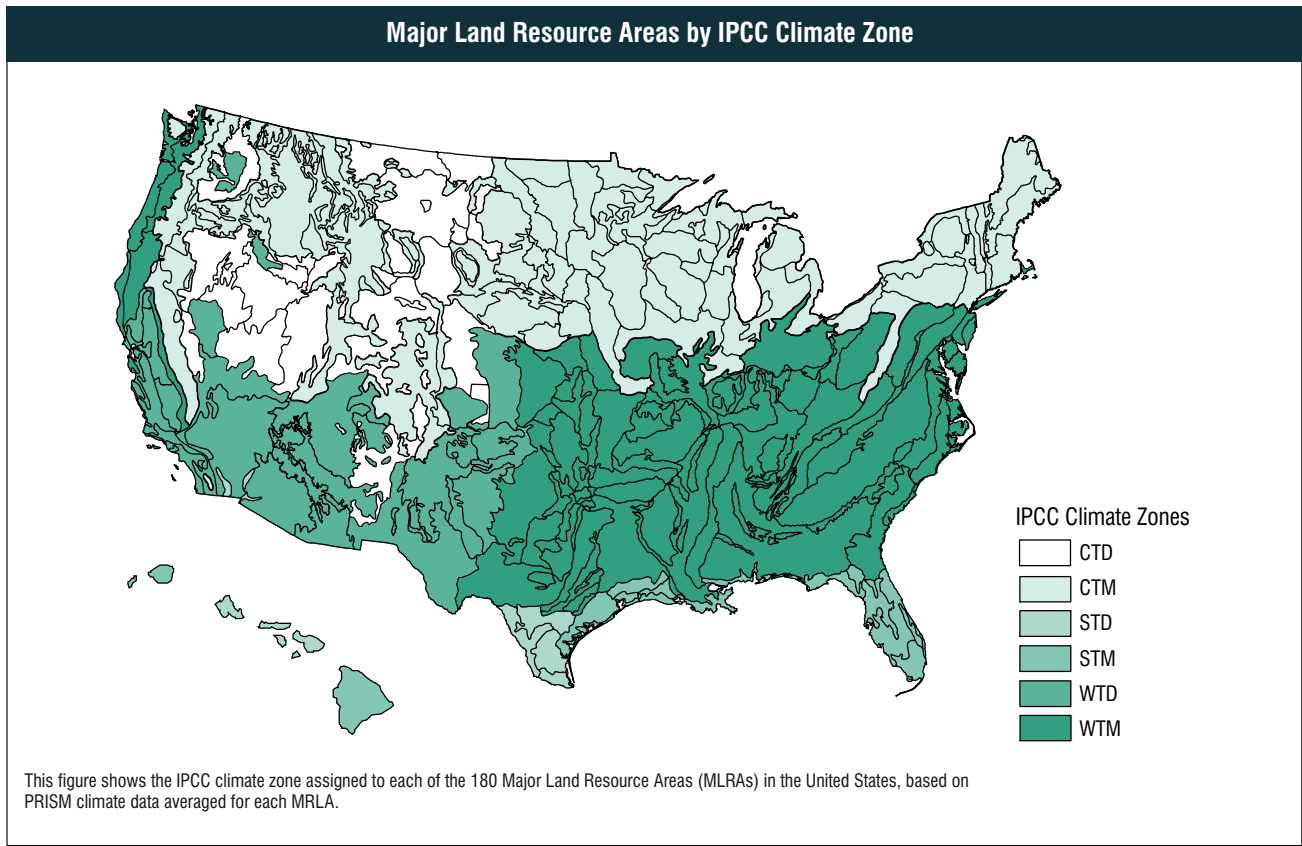 Major Land Resource Areas by IPCC Climate Zone
IPCC Climate Zones
CTD
CTM
STD
STM
WTD
WTM
This figure shows the IPCC climate zone assigned to each of the 180 Major Land Resource Areas (MLRAs) in the United States, based on
PRISM climate data averaged for each MRLA.